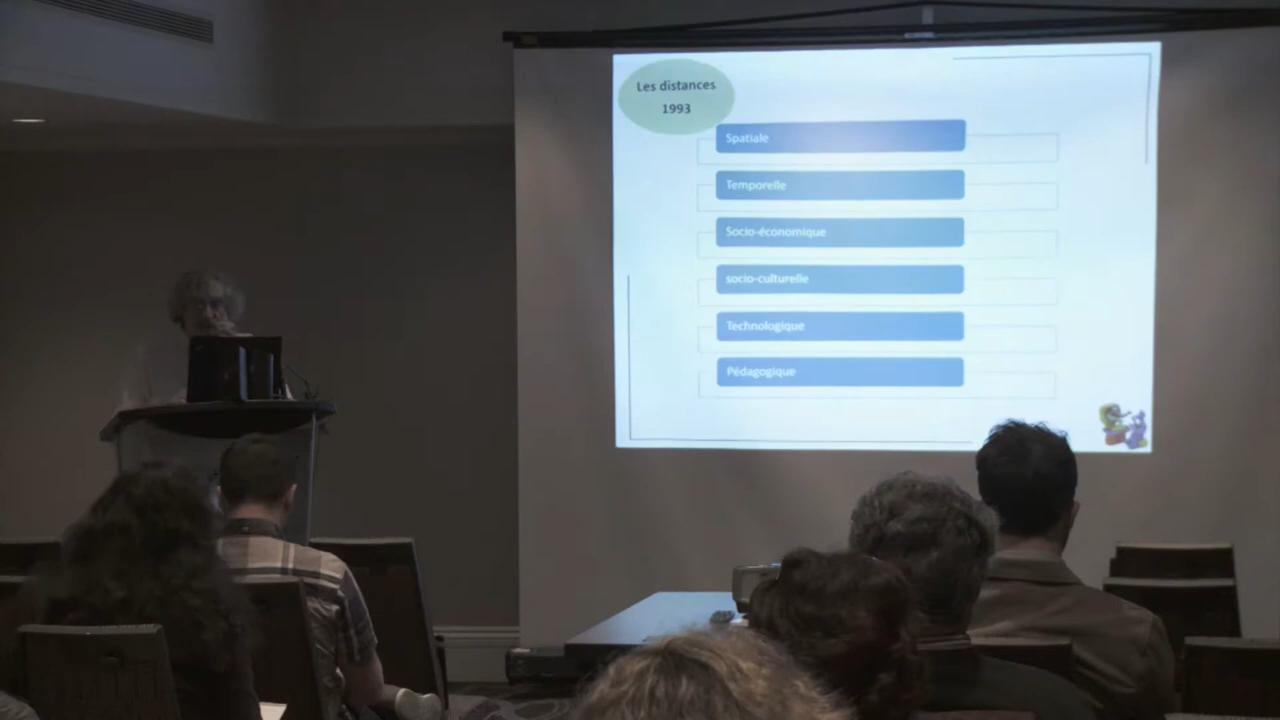 Les distances
1993
Spatiale
Temporelle
Socio-économique
socio-culturelle
Technologique
Pédagogique